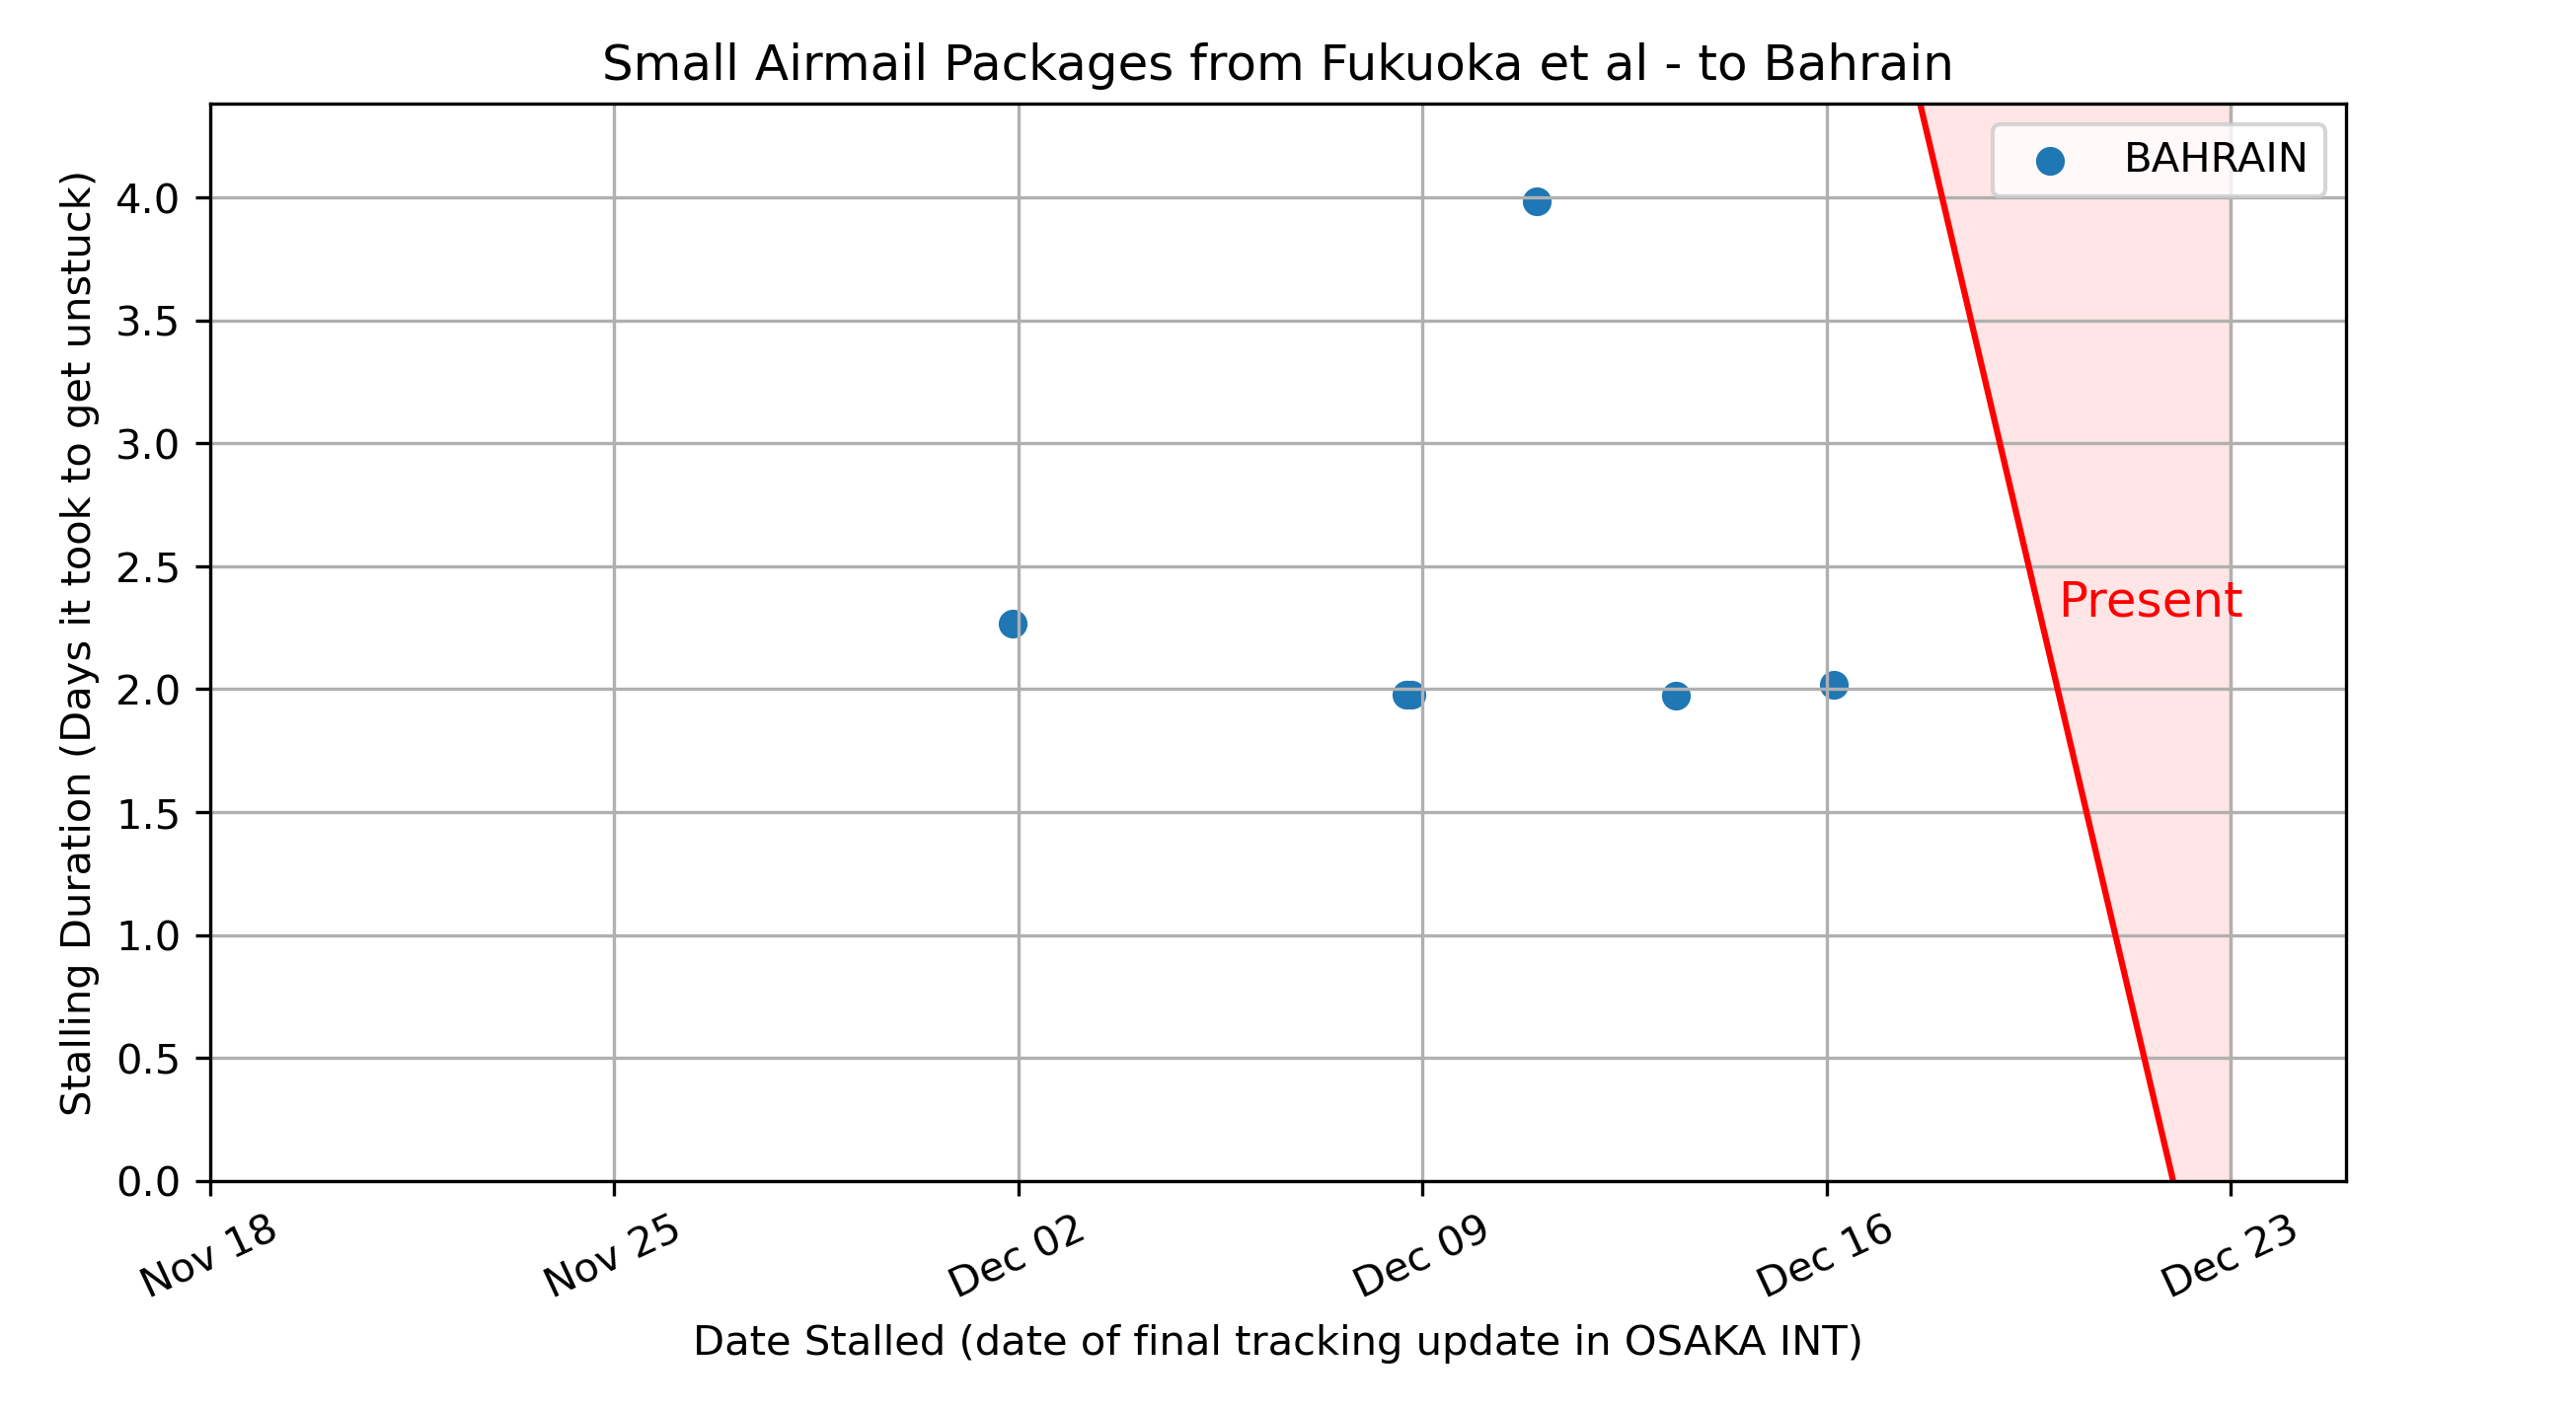 Small Airmail Packages from Fukuoka et al - to Bahrain
BAHRAIN
Stalling Duration (Days it took to get unstuck)
4.0
3.5
3.0
2.5
2.0
1.5
1.0
0.5
0.0
Present
Nov 18
Nov 25
Dec 02
Dec 09
Dec 16
Dec 23
Date Stalled (date of final tracking update in OSAKA INT)